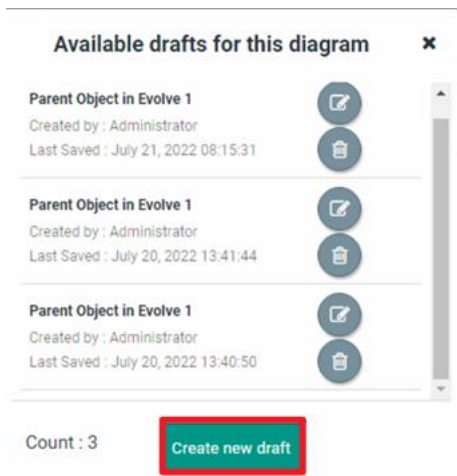 Available drafts for this diagram
Parent Object in Evolve 1
Created by : Administrator
Last Saved : July 21, 2022 08:15:31
Parent Object in Evolve 1
Created by : Administrator
Last Saved : July 20, 2022 13:41:44
Parent Object in Evolve 1
Created by : Administrator
Last Saved : July 20, 2022 13:40:50
Count : 3
Create new draft